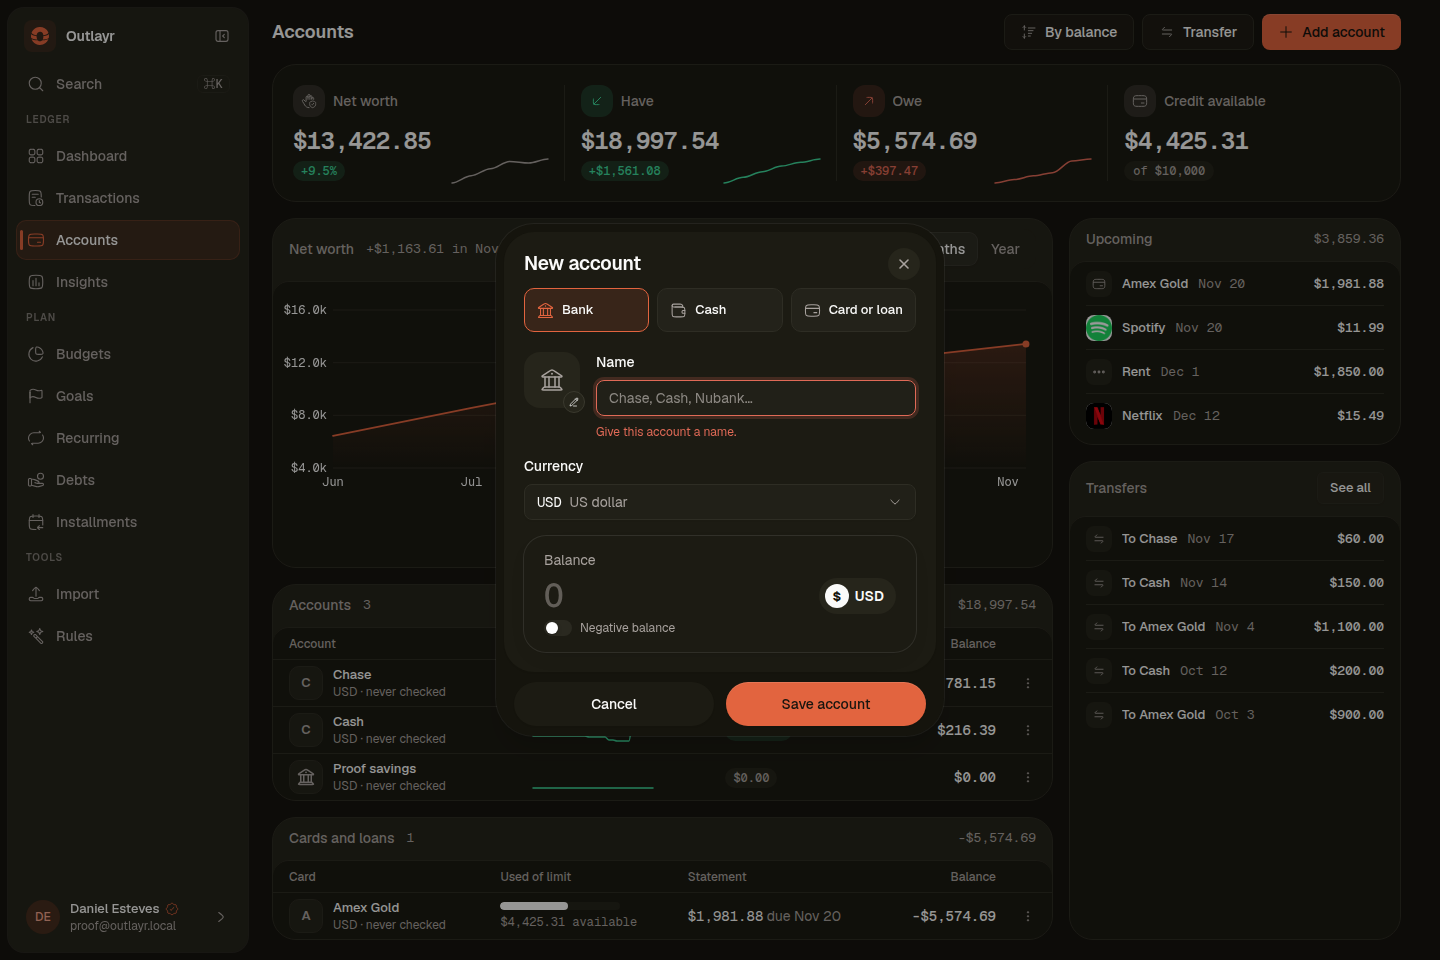 Outlayr
Search ⌘K
LEDGER
Dashboard
Transactions
Accounts
Insights
PLAN
Budgets
Goals
Recurring
Debts
Installments
TOOLS
Import
Rules
DE
Daniel Esteves
proof@outlayr.local
Accounts
By balance
Transfer
Add account
Net worth
$13,422.85
+9.5%
Have
$18,997.54
+$1,561.08
Owe
$5,574.69
+$397.47
Credit available
$4,425.31
of $10,000
Net worth +$1,163.61 in Nov
Year
$16.0k
$12.0k
$8.0k
$4.0k
Jun Jul Nov
New account
Bank
Cash
Card or loan
Name
Chase, Cash, Nubank…
Give this account a name.
Currency
USD US dollar
Balance
0
$ USD
Negative balance
Cancel
Save account
Accounts 3 $18,997.54
Account Balance
C Chase
USD · never checked
781.15
C Cash
USD · never checked
$216.39
Proof savings
USD · never checked
$0.00 $0.00
Cards and loans 1 -$5,574.69
Card Used of limit Statement Balance
A Amex Gold
USD · never checked
$4,425.31 available
$1,981.88 due Nov 20
-$5,574.69
Upcoming $3,859.36
Amex Gold Nov 20 $1,981.88
Spotify Nov 20 $11.99
Rent Dec 1 $1,850.00
N Netflix Dec 12 $15.49
Transfers See all
To Chase Nov 17 $60.00
To Cash Nov 14 $150.00
To Amex Gold Nov 4 $1,100.00
To Cash Oct 12 $200.00
To Amex Gold Oct 3 $900.00